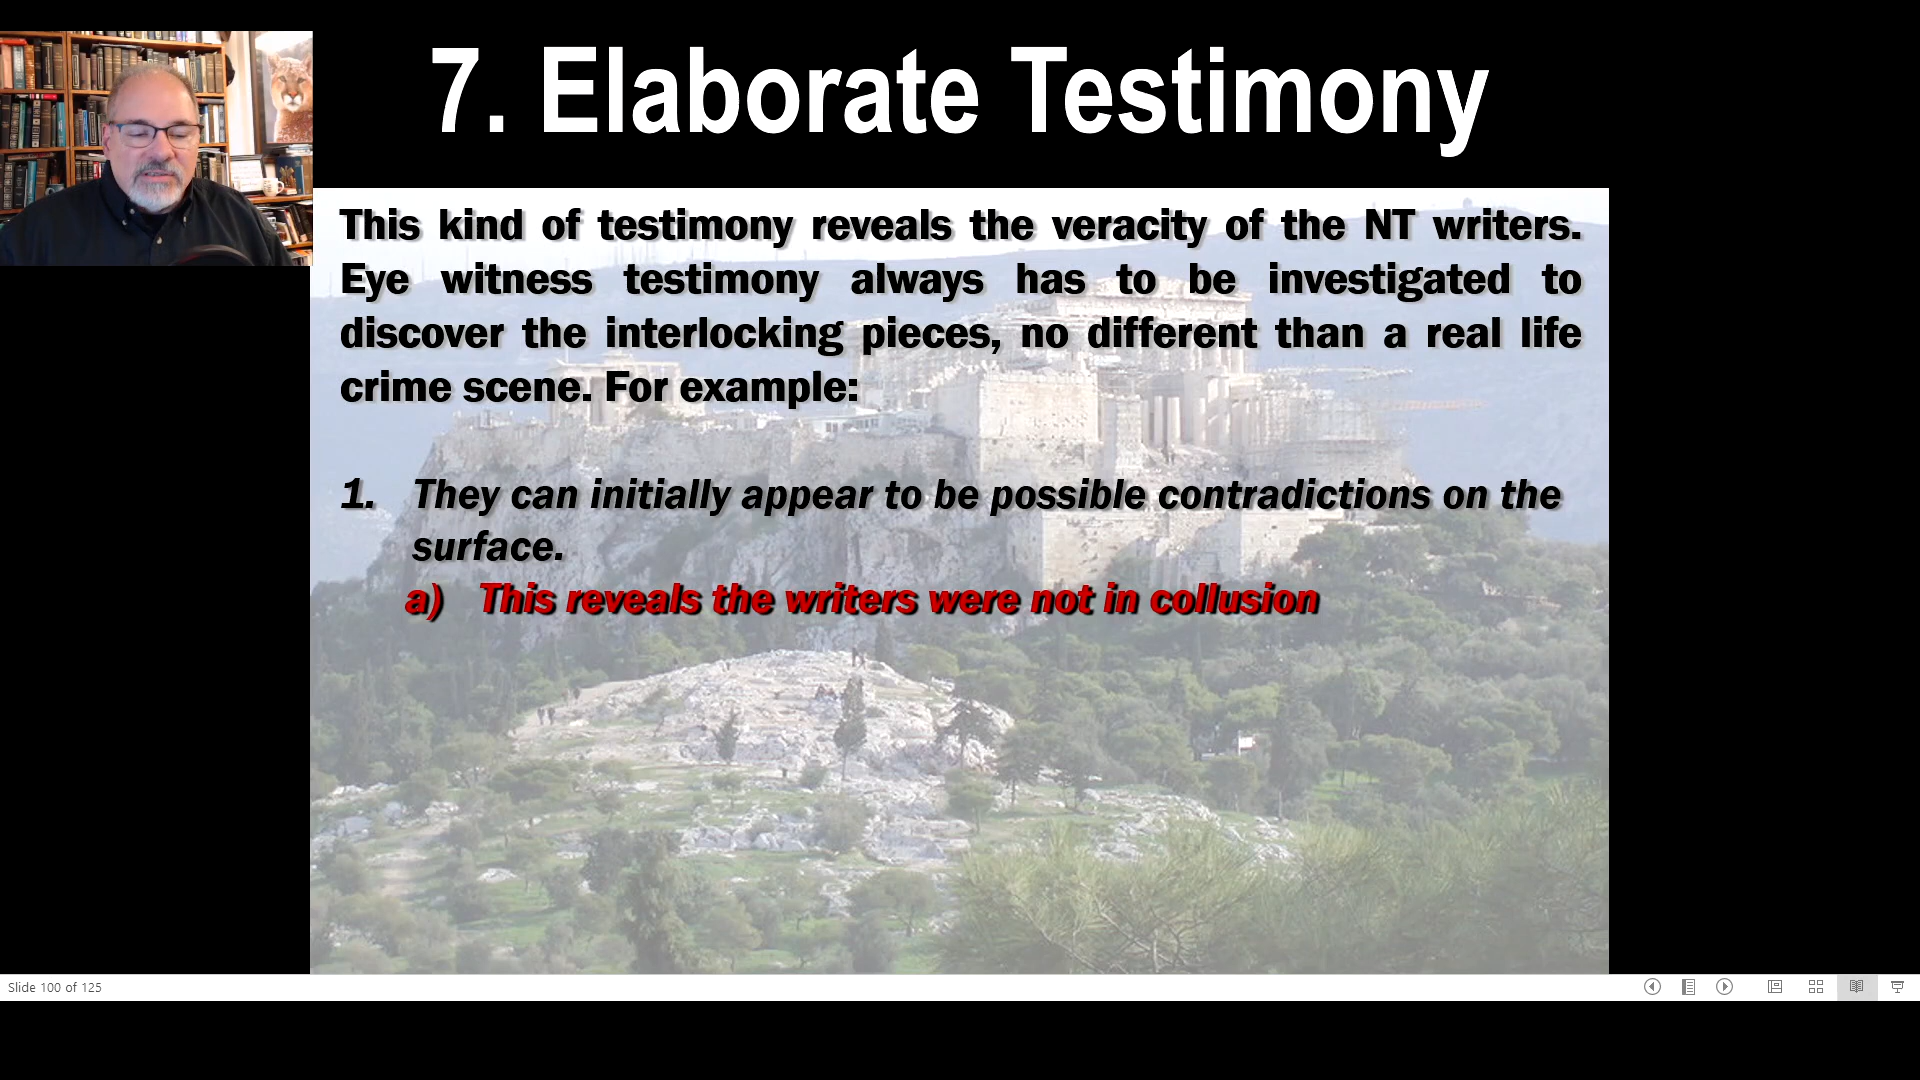 7. Elaborate Testimony
This kind of testimony reveals the veracity of the NT writers.
Eye witness testimony always has to be investigated to
discover the interlocking pieces, no different than a real life
crime scene. For example:
1. They can initially appear to be possible contradictions on the
surface.
a) This reveals the writers were not in collusion
Slide 100 of 125